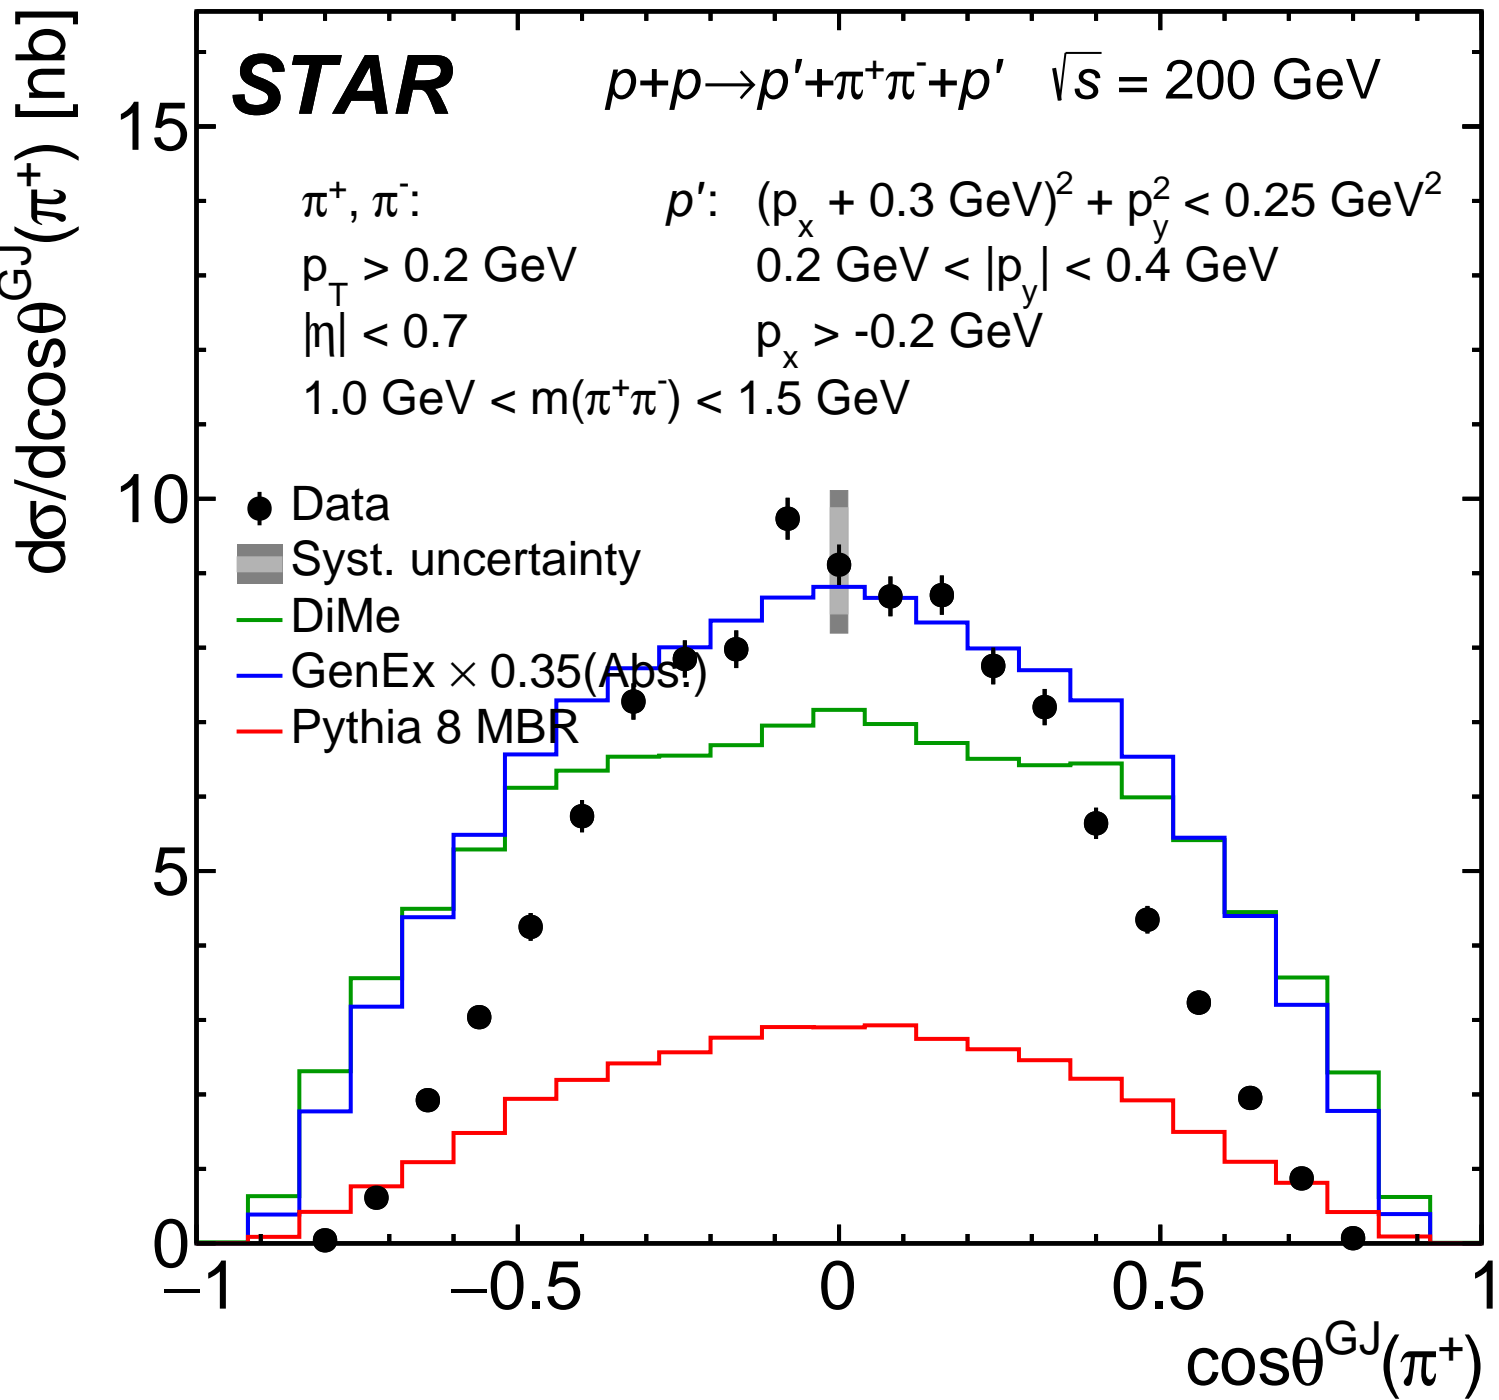 STAR p+p→p′+π⁺π⁻+p′ √s = 200 GeV
π⁺, π⁻: p′: (pₓ + 0.3 GeV)² + p_y² < 0.25 GeV²
p_T > 0.2 GeV 0.2 GeV < |p_y| < 0.4 GeV
|η| < 0.7 pₓ > -0.2 GeV
1.0 GeV < m(π⁺π⁻) < 1.5 GeV
Data
Syst. uncertainty
DiMe
GenEx × 0.35(Abs.)
Pythia 8 MBR
dσ/dcosθ^GJ(π⁺) [nb]
15
10
5
0
−1 −0.5 0 0.5 1
cosθ^GJ(π⁺)